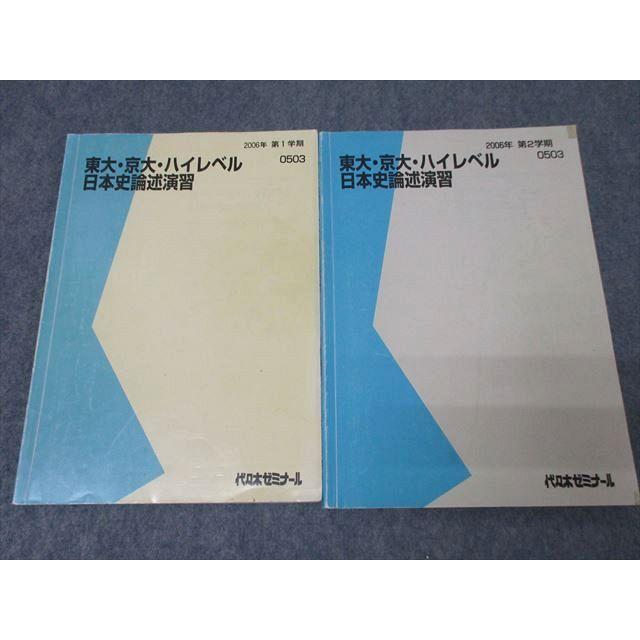 2006年 第1学期
0503
東大・京大・ハイレベル
日本史論述演習
代々木ゼミナール
2006年 第2学期
0503
東大・京大・ハイレベル
日本史論述演習
代々木ゼミナール